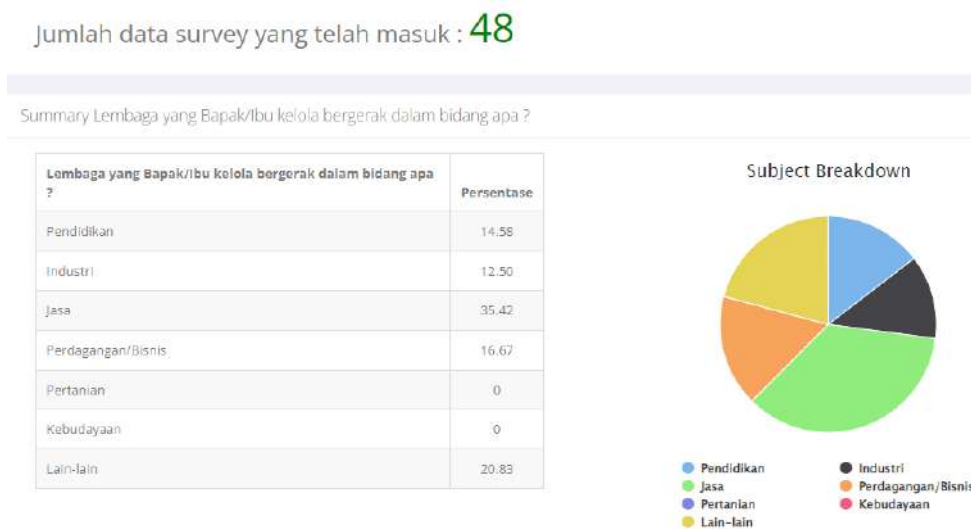 Jumlah data survey yang telah masuk : 48
Summary Lembaga yang Bapak/Ibu kelola bergerak dalam bidang apa ?
Lembaga yang Bapak/Ibu kelola bergerak dalam bidang apa
?
Persentase
Pendidikan 14.58
Industri 12.50
Jasa 35.42
Perdagangan/Bisnis 16.67
Pertanian 0
Kebudayaan 0
Lain-lain 20.83
Subject Breakdown
Pendidikan Industri
Jasa Perdagangan/Bisnis
Pertanian Kebudayaan
Lain-lain